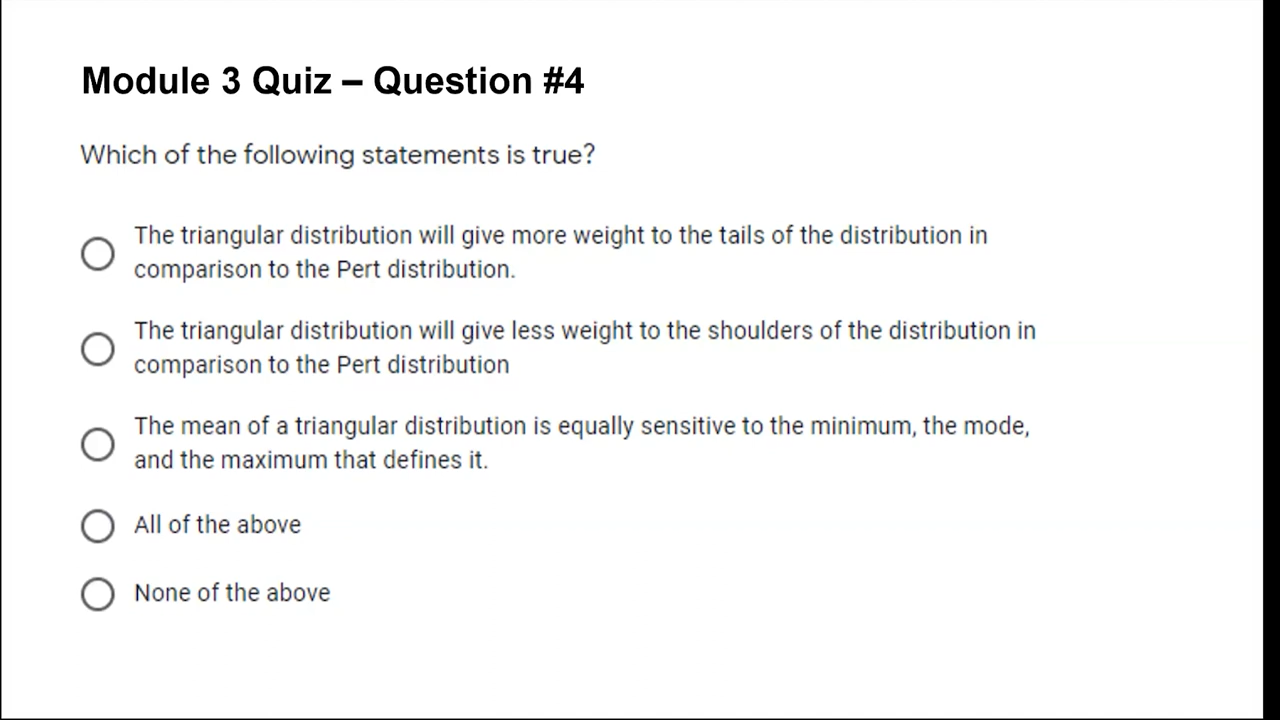 Module 3 Quiz – Question #4
Which of the following statements is true?
The triangular distribution will give more weight to the tails of the distribution in
comparison to the Pert distribution.
The triangular distribution will give less weight to the shoulders of the distribution in
comparison to the Pert distribution
The mean of a triangular distribution is equally sensitive to the minimum, the mode,
and the maximum that defines it.
All of the above
None of the above